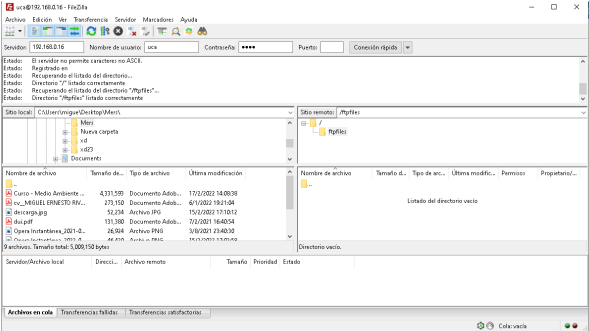 uca@192.168.0.16 - FileZilla
Archivo Edición Ver Transferencia Servidor Marcadores Ayuda
Servidor: 192.168.0.16 Nombre de usuario: uca Contraseña: •••• Puerto: Conexión rápida
Estado: El servidor no permite caracteres no ASCII.
Estado: Registrado en
Estado: Recuperando el listado del directorio...
Estado: Directorio "/" listado correctamente
Estado: Recuperando el listado del directorio "/ftpfiles"...
Estado: Directorio "/ftpfiles" listado correctamente
Sitio local: C:\Users\migue\Desktop\Mers\
Mers
Nueva carpeta
xd
xd23
Documents
Sitio remoto: /ftpfiles
/
ftpfiles
Nombre de archivo Tamaño de... Tipo de archivo Última modificación
..
Curso - Medio Ambiente ... 4,331,593 Documento Adob... 17/2/2022 14:08:38
cv_MIGUEL ERNESTO RIV... 273,150 Documento Adob... 6/1/2022 19:21:04
descarga.jpg 52,234 Archivo JPG 15/2/2022 17:10:12
dui.pdf 131,380 Documento Adob... 7/2/2021 16:40:54
Opera Instantánea_2021-0... 26,924 Archivo PNG 3/8/2021 23:40:30
Opera Instantánea_2022-0... Archivo PNG 15/2/2022
9 archivos. Tamaño total: 5,009,150 bytes
Nombre de archivo Tamaño d... Tipo de arc... Última modific... Permisos Propietario/...
..
Listado del directorio vacío
Directorio vacío.
Servidor/Archivo local Direcci... Archivo remoto Tamaño Prioridad Estado
Archivos en cola Transferencias fallidas Transferencias satisfactorias
Cola: vacía